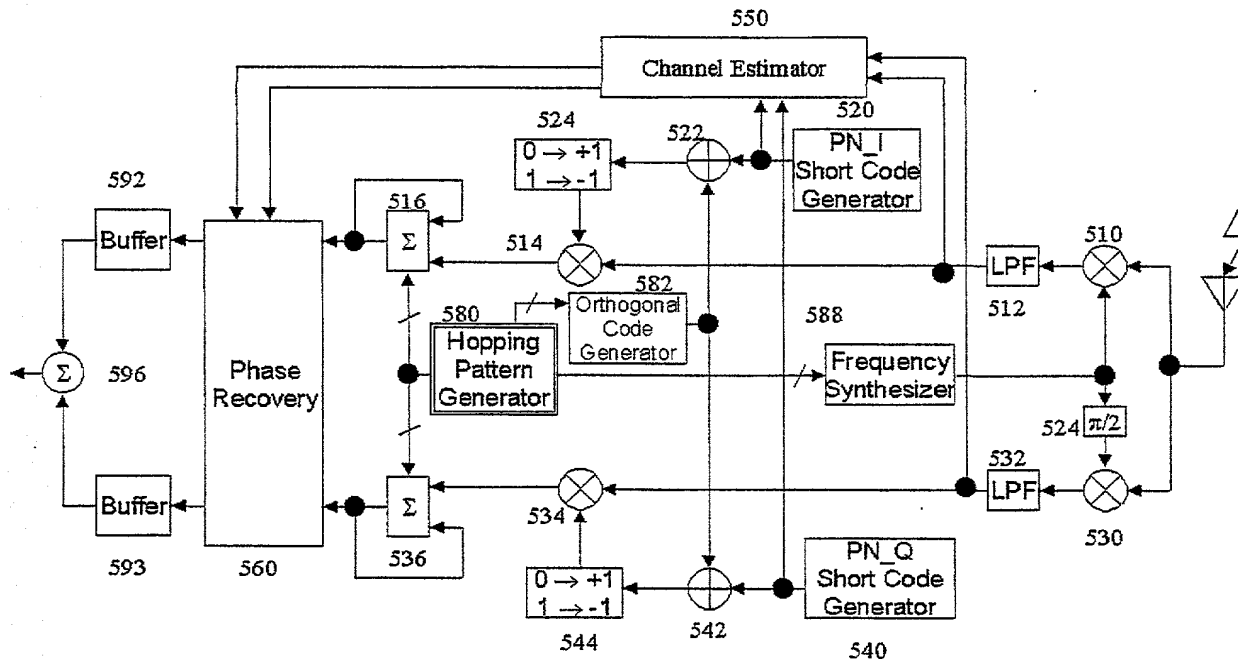 550
Channel Estimator
524
522
520
0 → +1
1 → -1
PN_I
Short Code
Generator
592
516
Buffer
Σ
514
510
LPF
582
512
580
Orthogonal
Code
Generator
588
Hopping
Pattern
Generator
Σ
596
Phase
Recovery
Frequency
Synthesizer
524
π/2
532
LPF
Buffer
Σ
534
530
593
560
536
0 → +1
1 → -1
PN_Q
Short Code
Generator
544
542
540